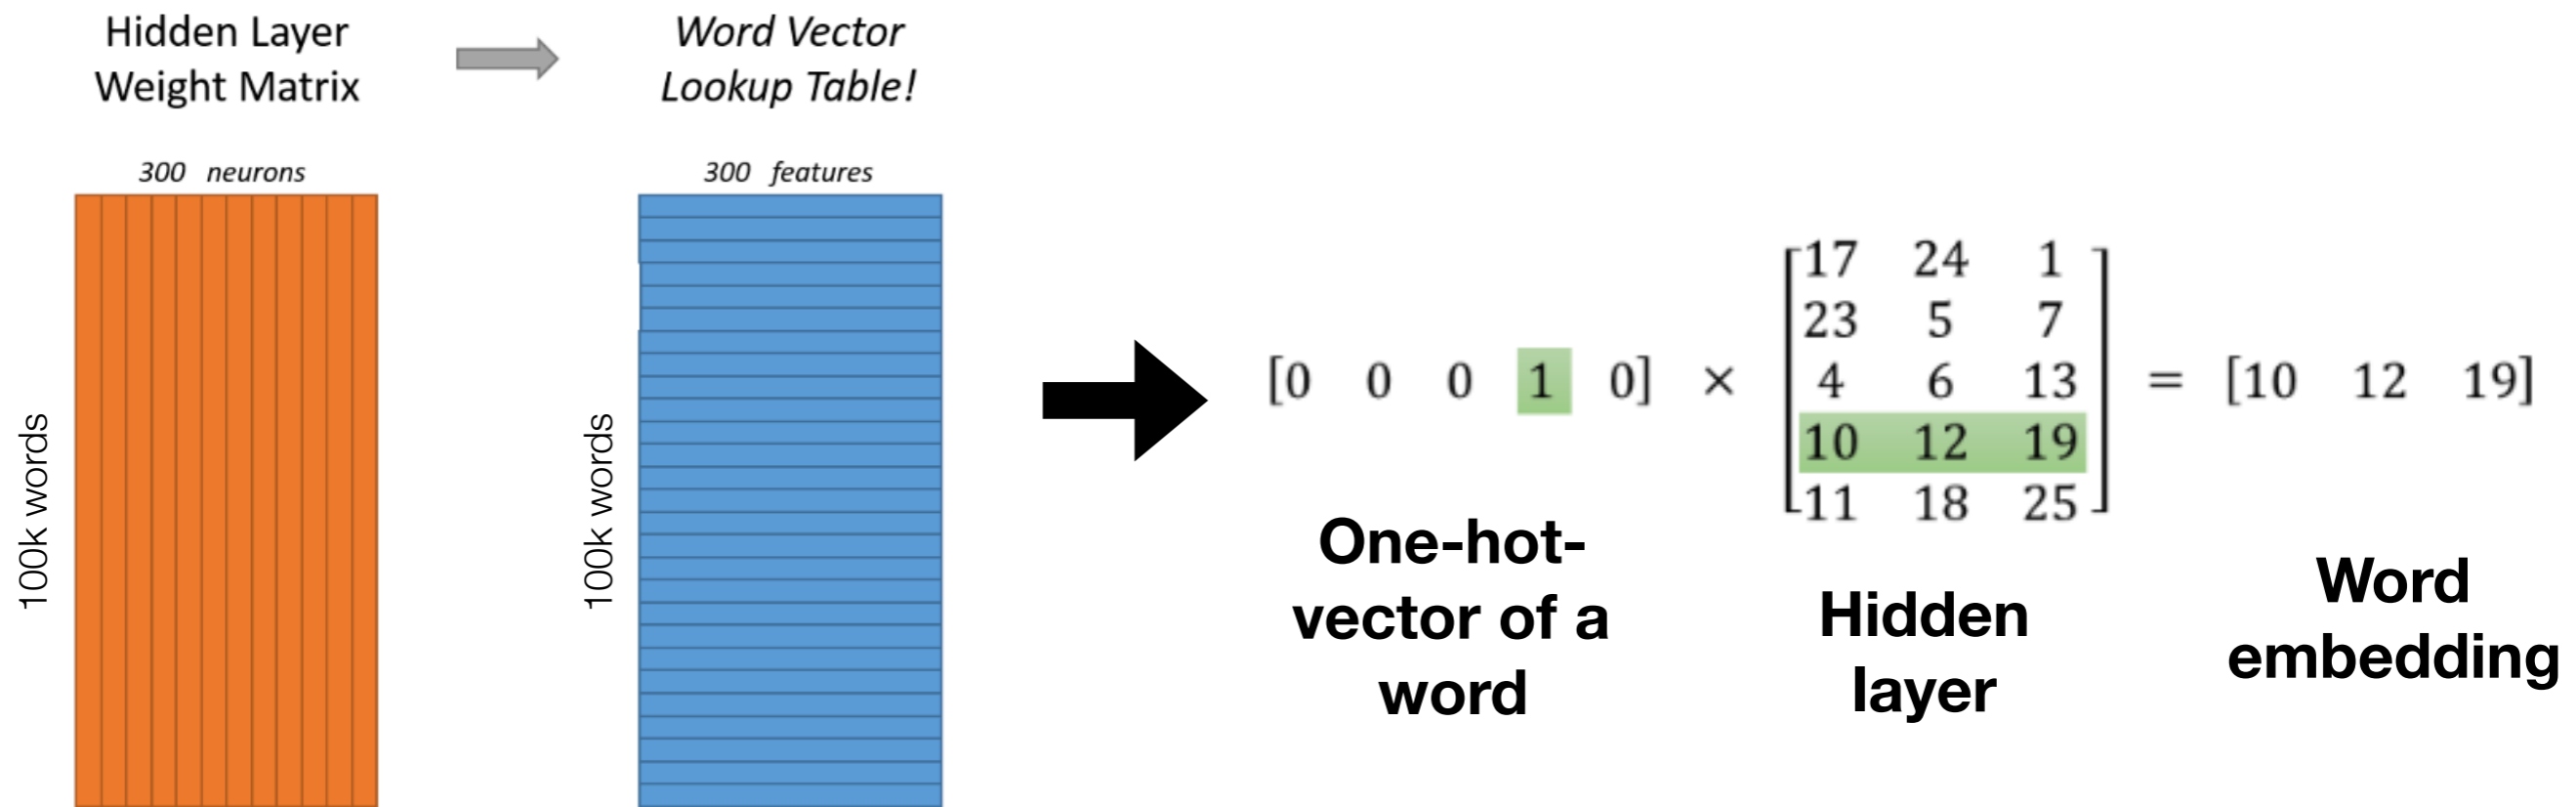 Hidden Layer
Weight Matrix
Word Vector
Lookup Table!
300 neurons
300 features
100k words
100k words
[0 0 0 1 0] × = [10 12 19]
17 24 1
23 5 7
4 6 13
10 12 19
11 18 25
One-hot-
vector of a
word
Hidden
layer
Word
embedding